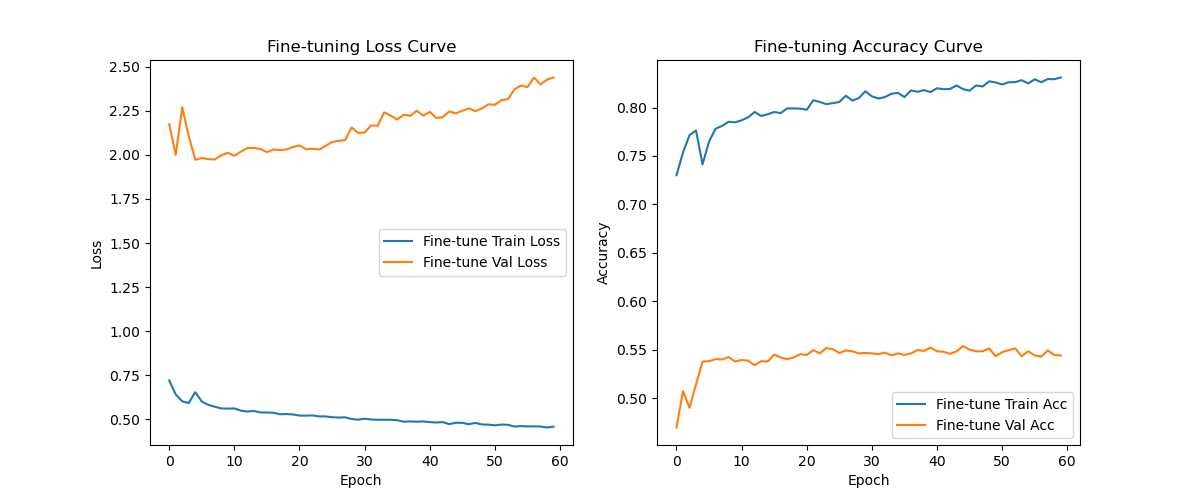 Fine-tuning Loss Curve
2.50
2.25
2.00
1.75
1.50
1.25
1.00
0.75
0.50
Loss
Fine-tune Train Loss
Fine-tune Val Loss
0 10 20 30 40 50 60
Epoch
Fine-tuning Accuracy Curve
0.80
0.75
0.70
0.65
0.60
0.55
0.50
Accuracy
Fine-tune Train Acc
Fine-tune Val Acc
0 10 20 30 40 50 60
Epoch